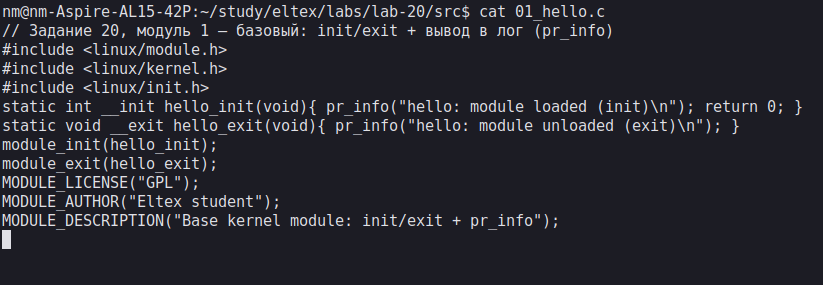 nm@nm-Aspire-AL15-42P:~/study/eltex/labs/lab-20/src$ cat 01_hello.c
// Задание 20, модуль 1 — базовый: init/exit + вывод в лог (pr_info)
#include <linux/module.h>
#include <linux/kernel.h>
#include <linux/init.h>
static int __init hello_init(void){ pr_info("hello: module loaded (init)\n"); return 0; }
static void __exit hello_exit(void){ pr_info("hello: module unloaded (exit)\n"); }
module_init(hello_init);
module_exit(hello_exit);
MODULE_LICENSE("GPL");
MODULE_AUTHOR("Eltex student");
MODULE_DESCRIPTION("Base kernel module: init/exit + pr_info");